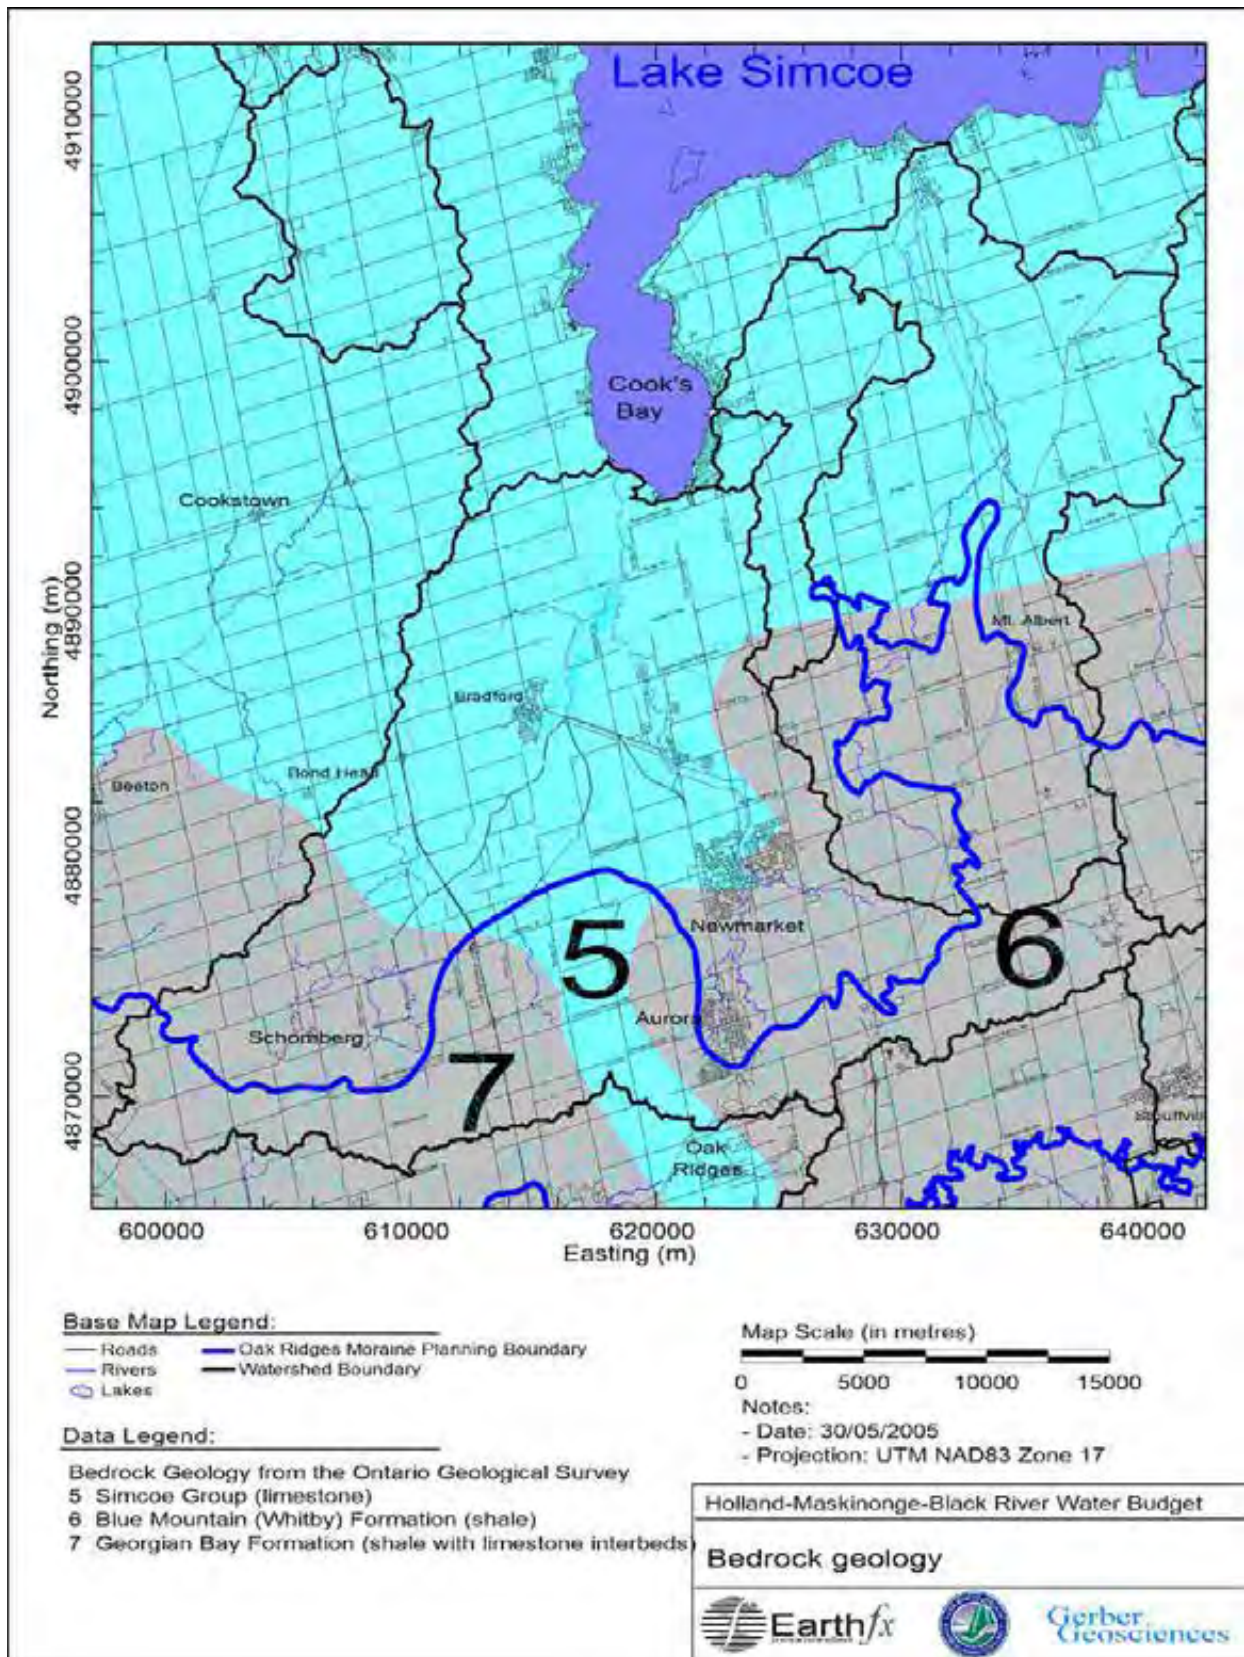 Lake Simcoe
4910000
4900000
Cook's
Bay
Cookstown
4890000
Northing (m)
Mt. Albert
Bradford
Bond Head
Beeton
4880000
Newmarket
5
6
Aurora
Schomberg
7
4870000
Oak
Ridges
600000 610000 620000 630000 640000
Easting (m)
Base Map Legend:
Roads
Oak Ridges Moraine Planning Boundary
Rivers
Watershed Boundary
Lakes
Map Scale (in metres)
0 5000 10000 15000
Notes:
- Date: 30/05/2005
- Projection: UTM NAD83 Zone 17
Data Legend:
Bedrock Geology from the Ontario Geological Survey
5 Simcoe Group (limestone)
6 Blue Mountain (Whitby) Formation (shale)
7 Georgian Bay Formation (shale with limestone interbeds)
Holland-Maskinonge-Black River Water Budget
Bedrock geology
Earthfx
Gerber
Geosciences